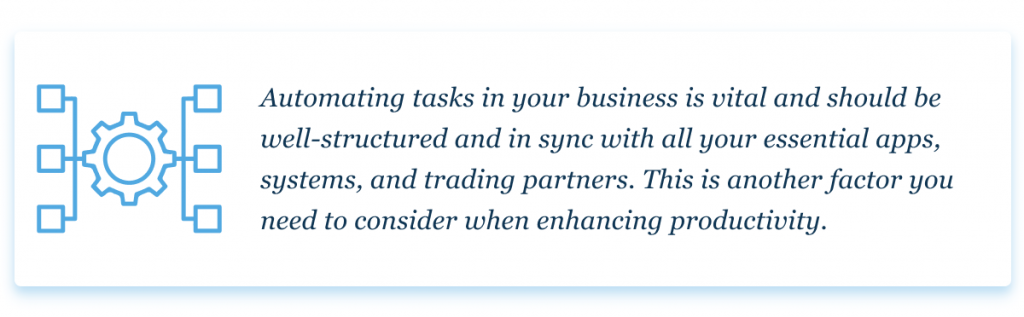 Automating tasks in your business is vital and should be
well-structured and in sync with all your essential apps,
systems, and trading partners. This is another factor you
need to consider when enhancing productivity.